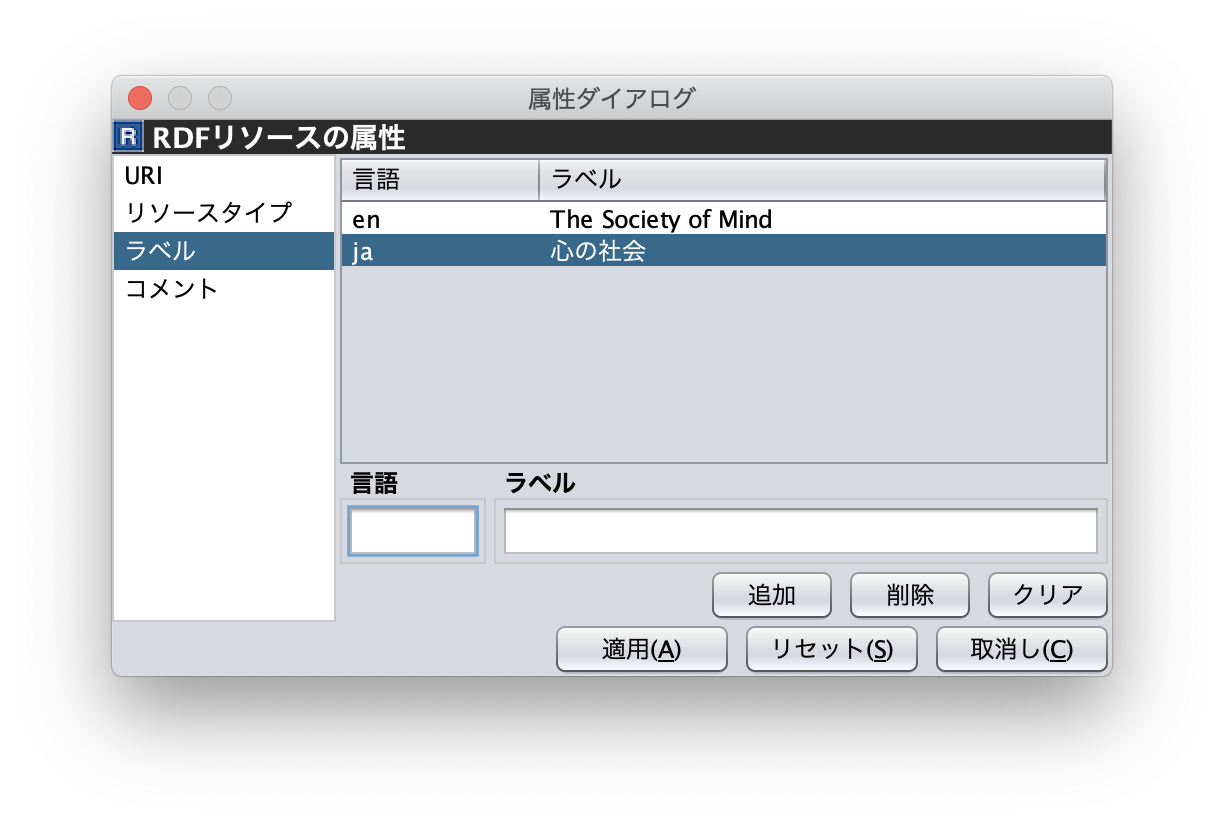 属性ダイアログ
R RDFリソースの属性
URI
リソースタイプ
ラベル
コメント
言語 ラベル
en The Society of Mind
ja 心の社会
言語 ラベル
追加 削除 クリア
適用(A) リセット(S) 取消し(C)